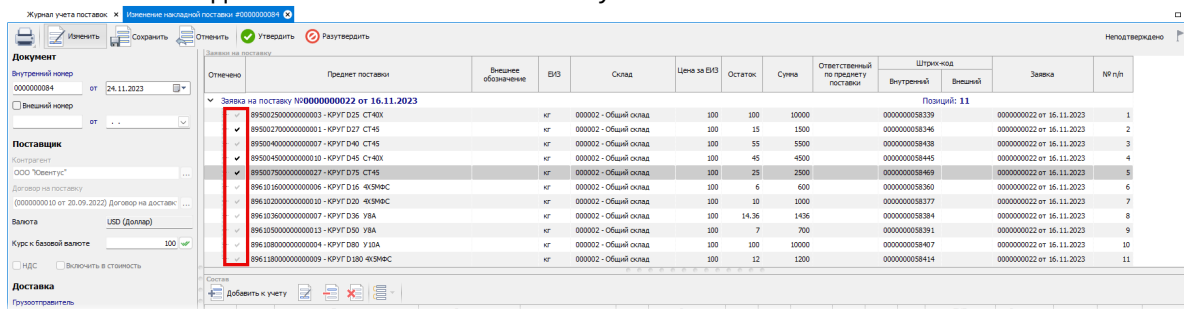 Журнал учета поставок × Изменение накладной поставки #0000000084
Изменить Сохранить Отменить Утвердить Разутвердить Неподтверждено
Документ
Внутренний номер
0000000084 от 24.11.2023
Внешний номер
от . .
Поставщик
Контрагент
ООО "Ювентус" ...
Договор на поставку
(0000000010 от 20.09.2022) Договор на доставк: ...
Валюта USD (Доллар)
Курс к базовой валюте 100
НДС Включить в стоимость
Доставка
Грузоотправитель
Заявки на поставку
Отмечено Предмет поставки Внешнее обозначение ЕИЗ Склад Цена за ЕИЗ Остаток Сумма Ответственный по предмету поставки Штрих-код Внутренний Внешний Заявка № п/п
Заявка на поставку №0000000022 от 16.11.2023 Позиций: 11
895002500000000003 - КРУГ D25 СТ40Х кг 000002 - Общий склад 100 100 10000 0000000058339 0000000022 от 16.11.2023 1
895002700000000001 - КРУГ D27 СТ45 кг 000002 - Общий склад 100 15 1500 0000000058346 0000000022 от 16.11.2023 2
895004000000000007 - КРУГ D40 СТ45 кг 000002 - Общий склад 100 55 5500 0000000058438 0000000022 от 16.11.2023 3
895004500000000010 - КРУГ D45 Ст40Х кг 000002 - Общий склад 100 45 4500 0000000058445 0000000022 от 16.11.2023 4
895007500000000027 - КРУГ D75 СТ45 кг 000002 - Общий склад 100 25 2500 0000000058469 0000000022 от 16.11.2023 5
896101600000000006 - КРУГ D16 4Х5МФС кг 000002 - Общий склад 100 6 600 0000000058360 0000000022 от 16.11.2023 6
896102000000000010 - КРУГ D20 4Х5МФС кг 000002 - Общий склад 100 10 1000 0000000058377 0000000022 от 16.11.2023 7
896103600000000007 - КРУГ D36 У8А кг 000002 - Общий склад 100 14.36 1436 0000000058384 0000000022 от 16.11.2023 8
896105000000000013 - КРУГ D50 У8А кг 000002 - Общий склад 100 7 700 0000000058391 0000000022 от 16.11.2023 9
896108000000000004 - КРУГ D80 У10А кг 000002 - Общий склад 100 100 10000 0000000058407 0000000022 от 16.11.2023 10
896118000000000009 - КРУГ D180 4Х5МФС кг 000002 - Общий склад 100 12 1200 0000000058414 0000000022 от 16.11.2023 11
Состав
Добавить к учету